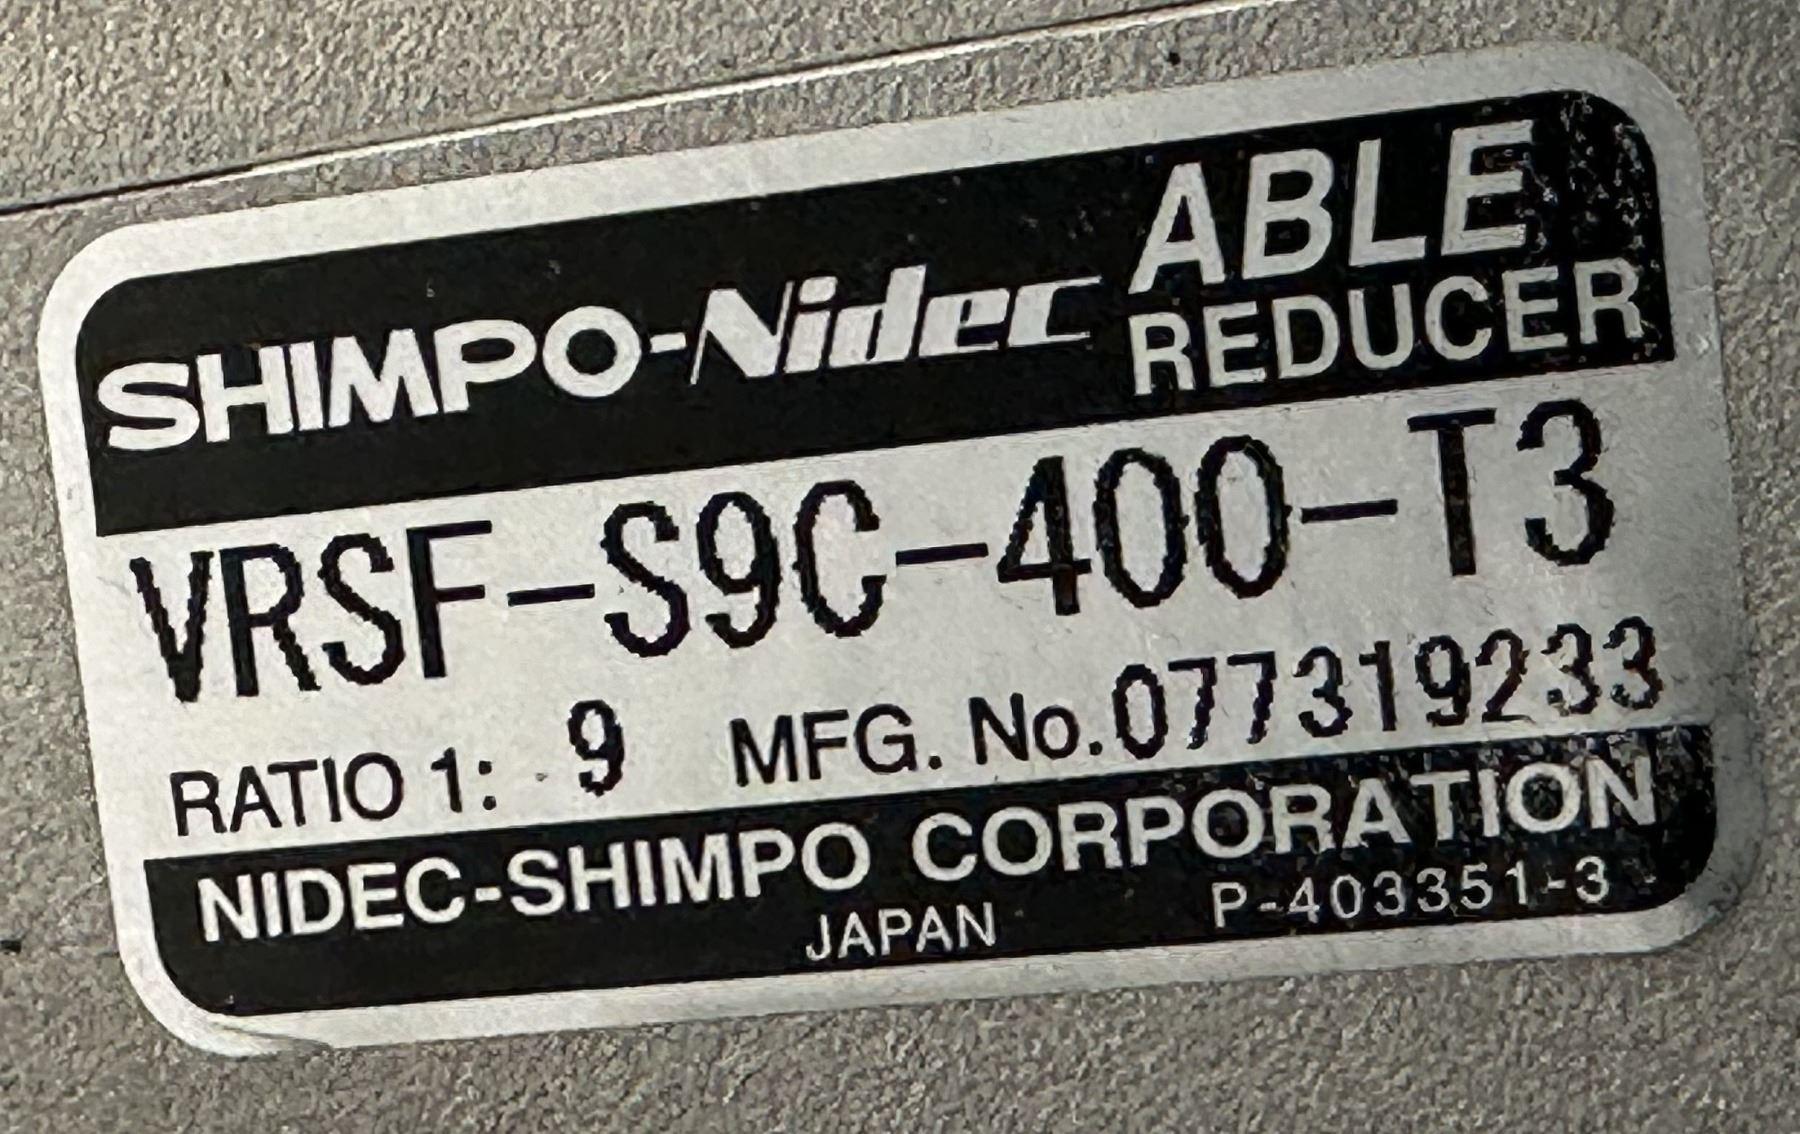 SHIMPO-Nidec ABLE REDUCER
VRSF-S9C-400-T3
RATIO 1: 9 MFG. No. 077319233
NIDEC-SHIMPO CORPORATION
JAPAN P-403351-3